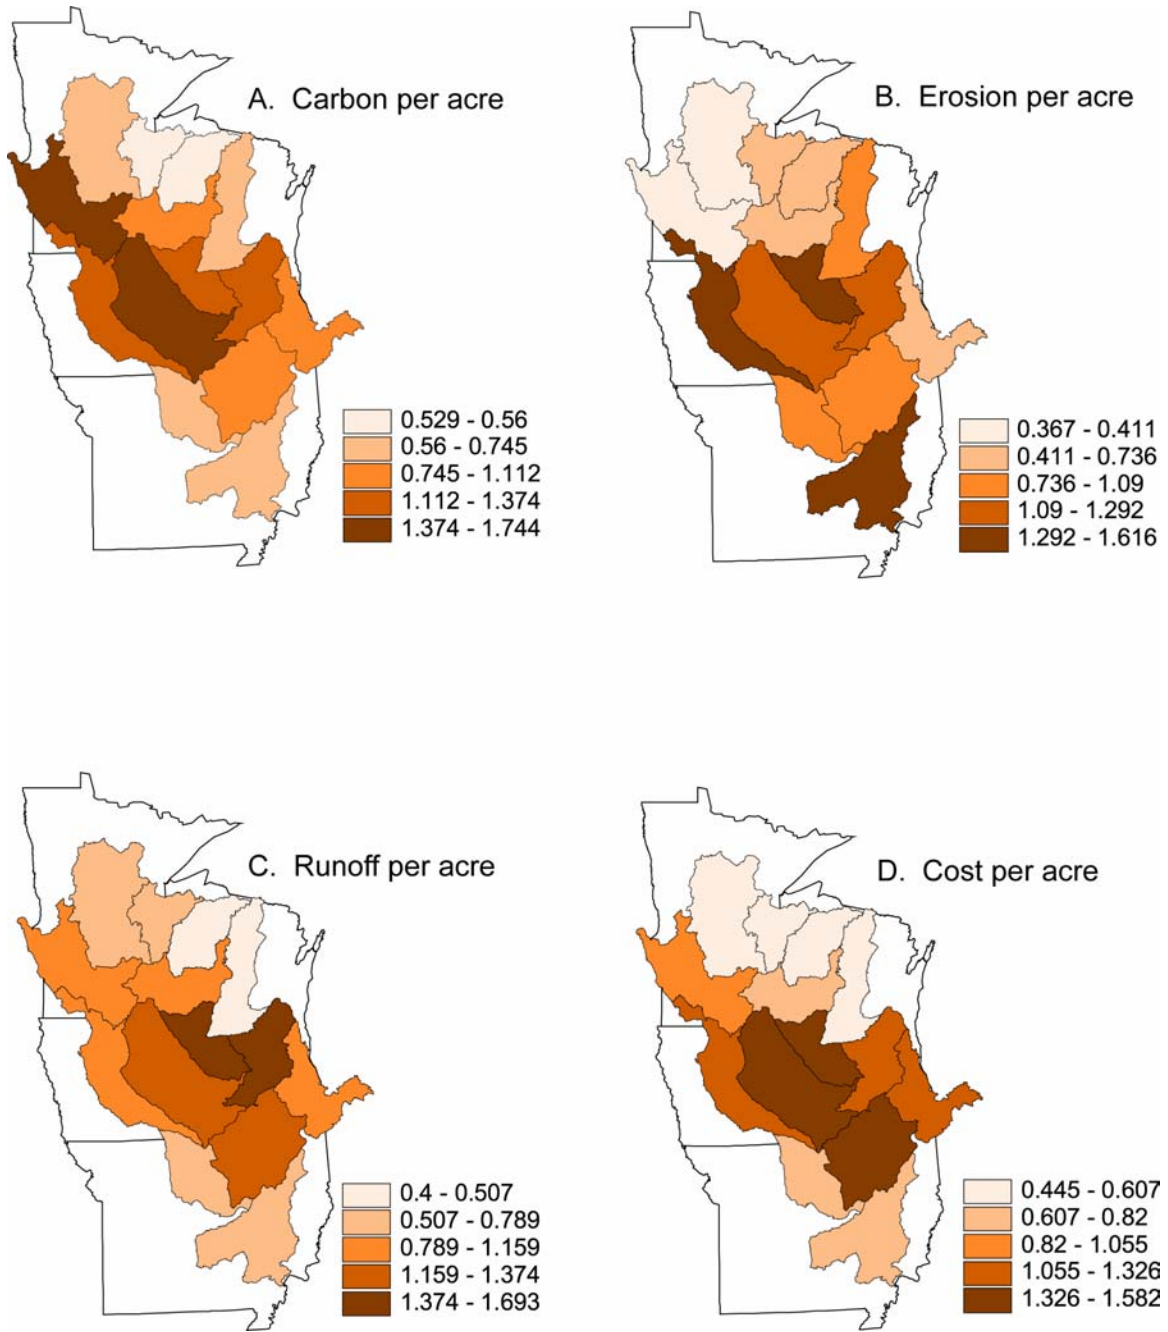 A. Carbon per acre
0.529 - 0.56
0.56 - 0.745
0.745 - 1.112
1.112 - 1.374
1.374 - 1.744
B. Erosion per acre
0.367 - 0.411
0.411 - 0.736
0.736 - 1.09
1.09 - 1.292
1.292 - 1.616
C. Runoff per acre
0.4 - 0.507
0.507 - 0.789
0.789 - 1.159
1.159 - 1.374
1.374 - 1.693
D. Cost per acre
0.445 - 0.607
0.607 - 0.82
0.82 - 1.055
1.055 - 1.326
1.326 - 1.582